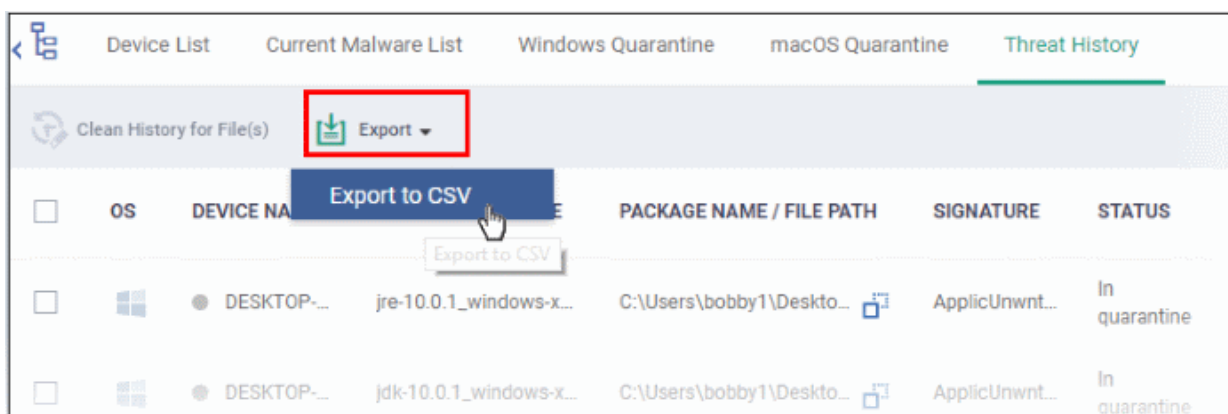 Device List Current Malware List Windows Quarantine macOS Quarantine Threat History
Clean History for File(s) Export
Export to CSV
OS DEVICE NA E PACKAGE NAME / FILE PATH SIGNATURE STATUS
Export to CSV
DESKTOP-... jre-10.0.1_windows-x... C:\Users\bobby1\Deskto... ApplicUnwnt... In
quarantine
DESKTOP-... jdk-10.0.1_windows-x... C:\Users\bobby1\Deskto... ApplicUnwnt... In
quarantine